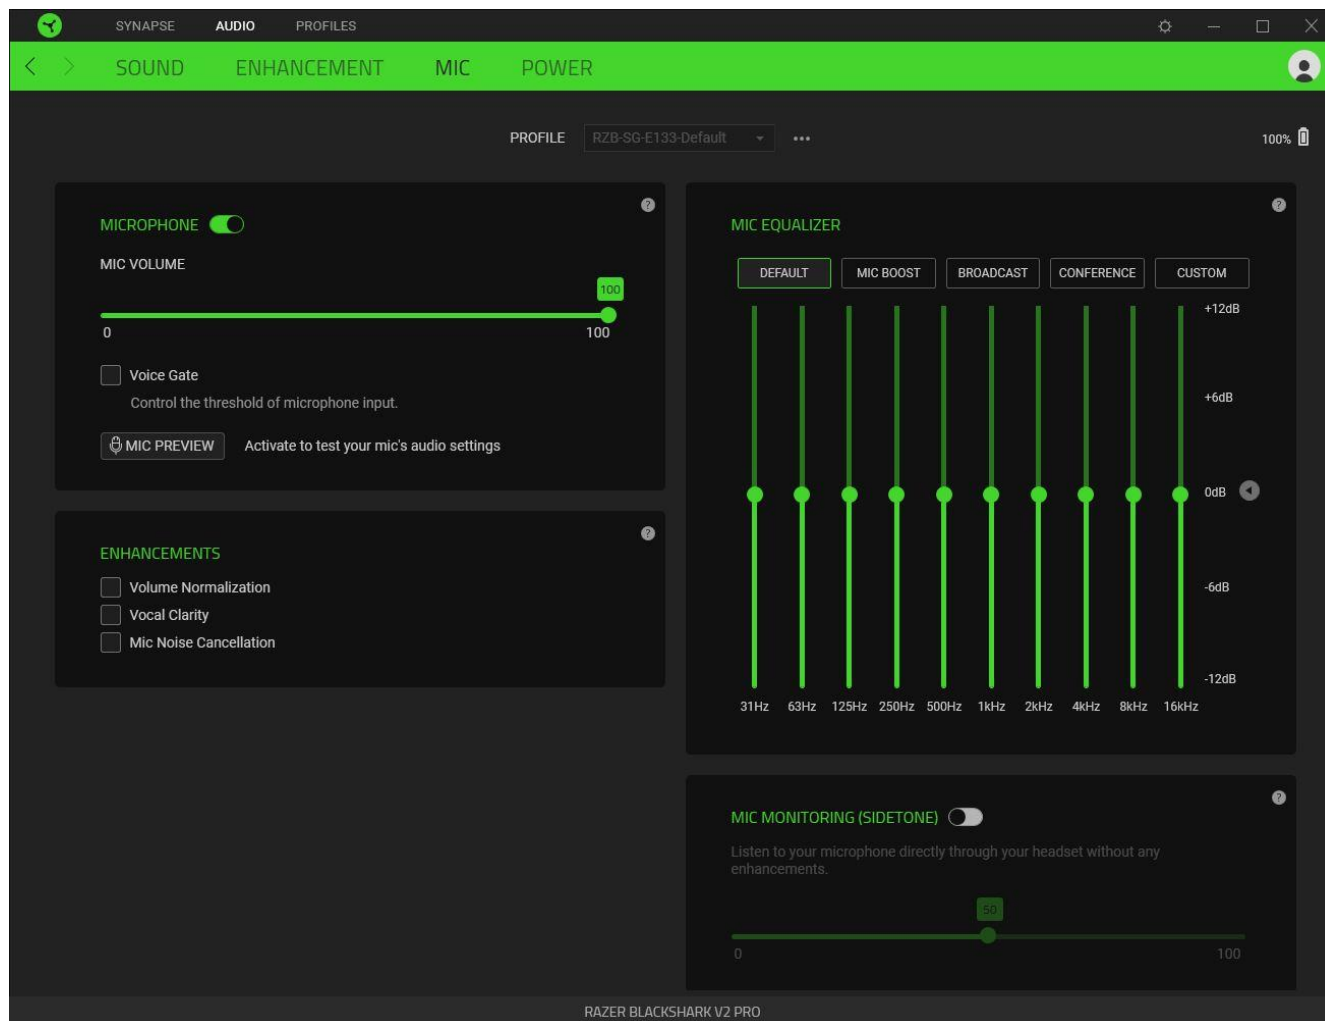 SYNAPSE AUDIO PROFILES
SOUND ENHANCEMENT MIC POWER
PROFILE RZB-SG-E133-Default
100%
MICROPHONE
MIC VOLUME
100
0 100
Voice Gate
Control the threshold of microphone input.
MIC PREVIEW Activate to test your mic's audio settings
ENHANCEMENTS
Volume Normalization
Vocal Clarity
Mic Noise Cancellation
MIC EQUALIZER
DEFAULT MIC BOOST BROADCAST CONFERENCE CUSTOM
+12dB
+6dB
0dB
-6dB
-12dB
31Hz 63Hz 125Hz 250Hz 500Hz 1kHz 2kHz 4kHz 8kHz 16kHz
MIC MONITORING (SIDETONE)
Listen to your microphone directly through your headset without any
enhancements.
50
0 100
RAZER BLACKSHARK V2 PRO